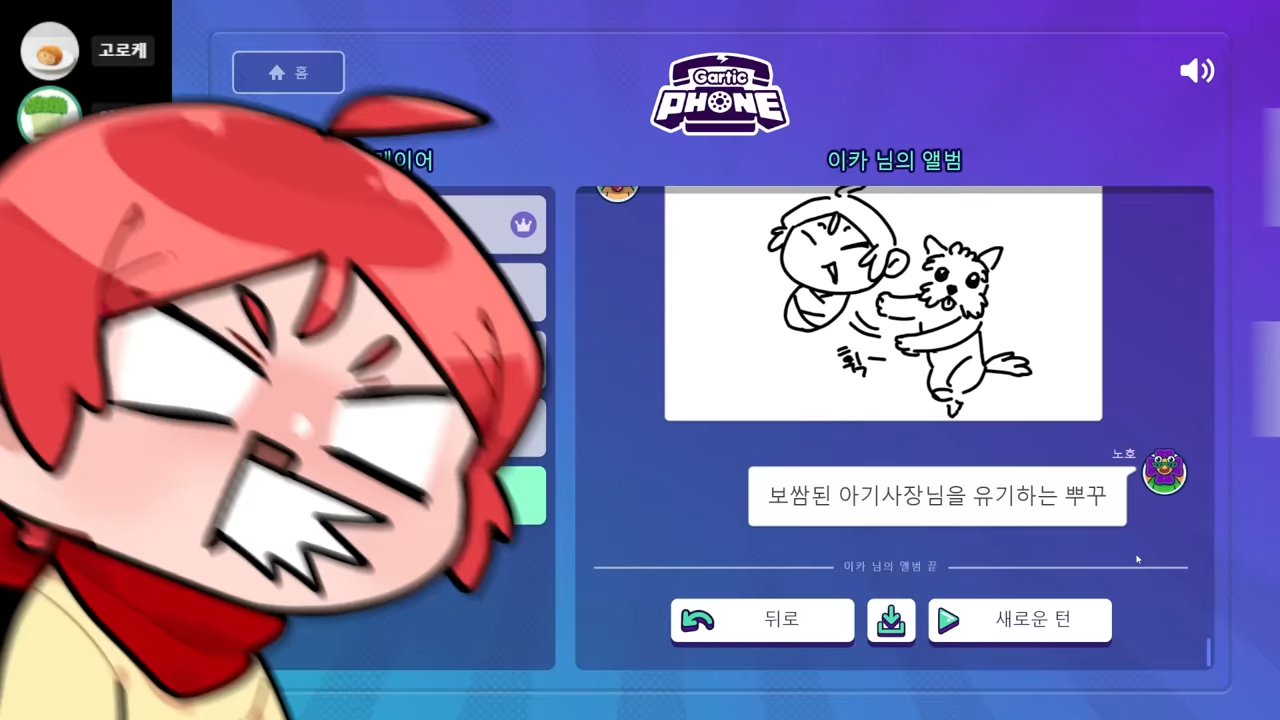 고로케
홈
Gartic
PHONE
레이어
이카 님의 앨범
휙
노호
보쌈된 아기사장님을 유기하는 뿌꾸
이카 님의 앨범 끝
뒤로
새로운 턴